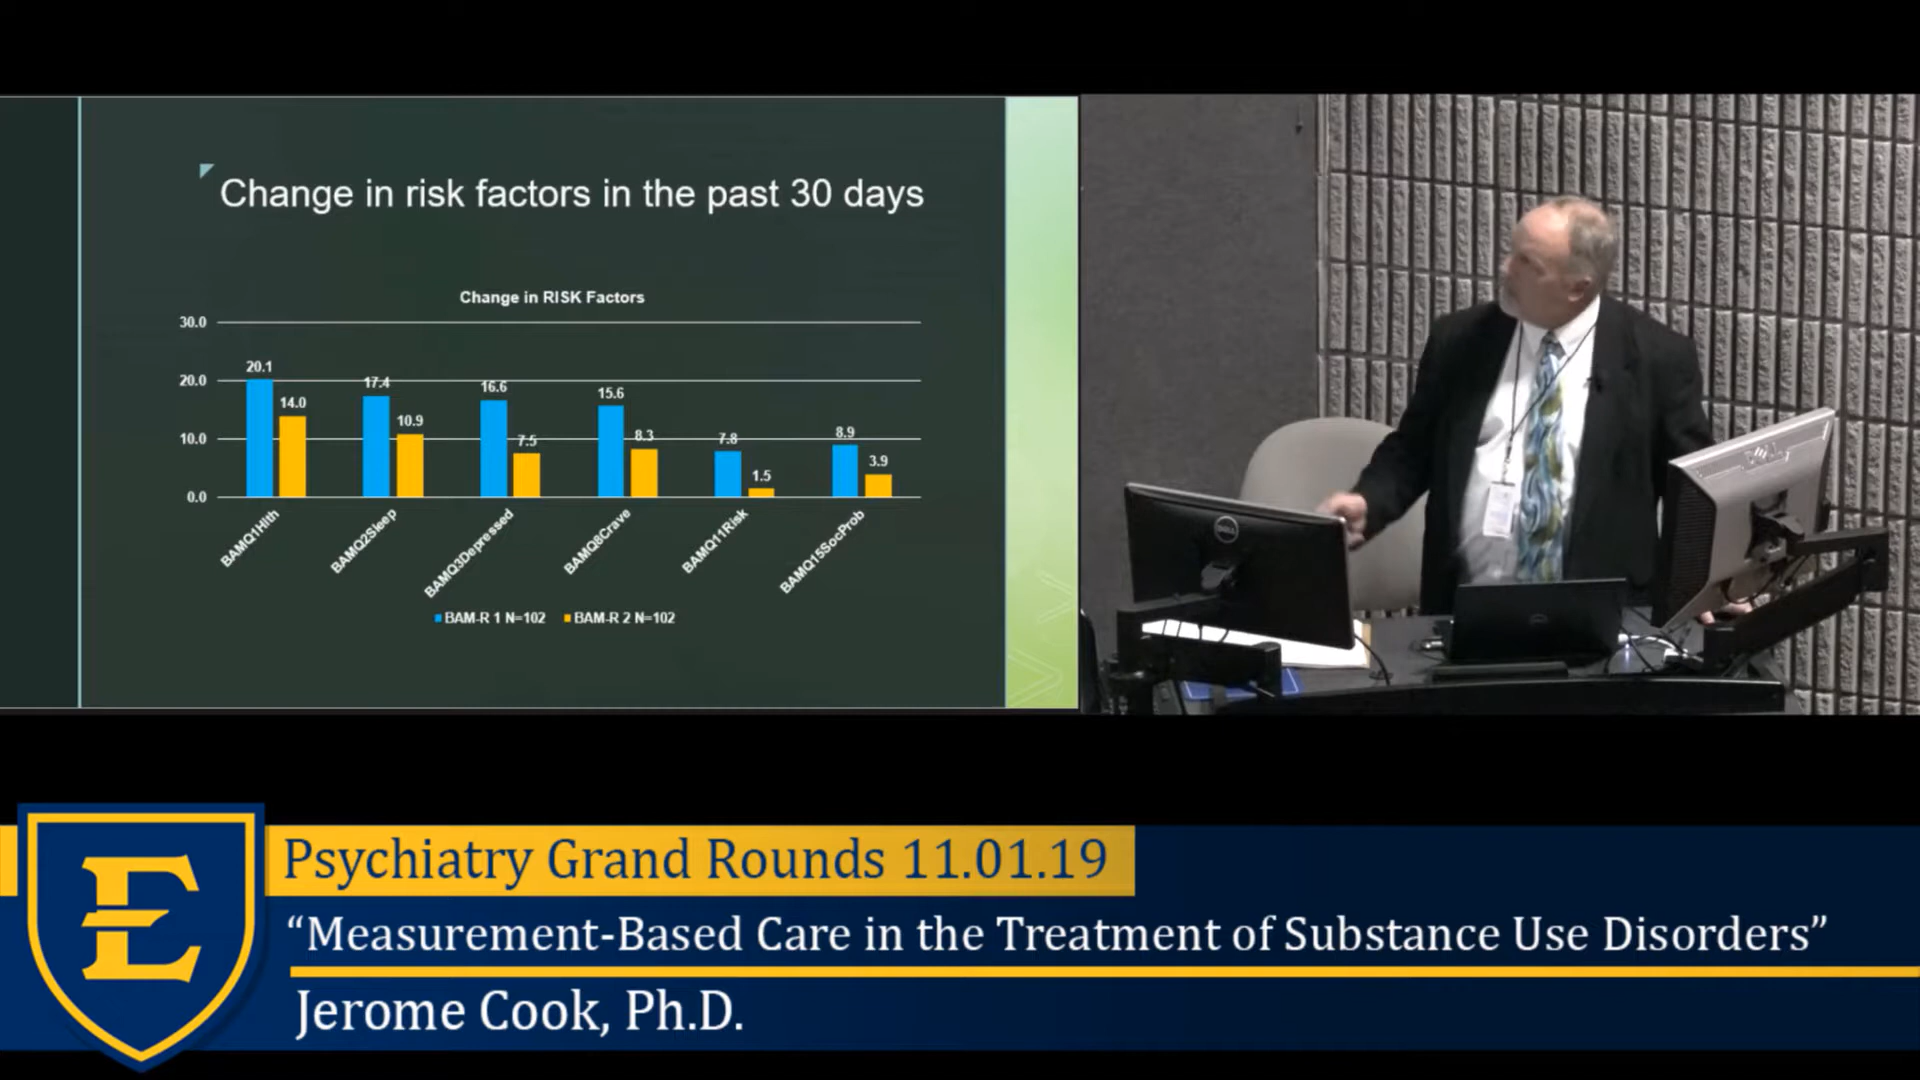 Change in risk factors in the past 30 days
Change in RISK Factors
30.0
20.0
10.0
0.0
20.1
14.0
17.4
10.9
16.6
7.5
15.6
8.3
7.8
1.5
8.9
3.9
BAMQ1Hlth
BAMQ2Sleep
BAMQ3Depressed
BAMQ8Crave
BAMQ11Risk
BAMQ15SocProb
BAM-R 1 N=102
BAM-R 2 N=102
DELL
DELL
E
Psychiatry Grand Rounds 11.01.19
“Measurement-Based Care in the Treatment of Substance Use Disorders”
Jerome Cook, Ph.D.